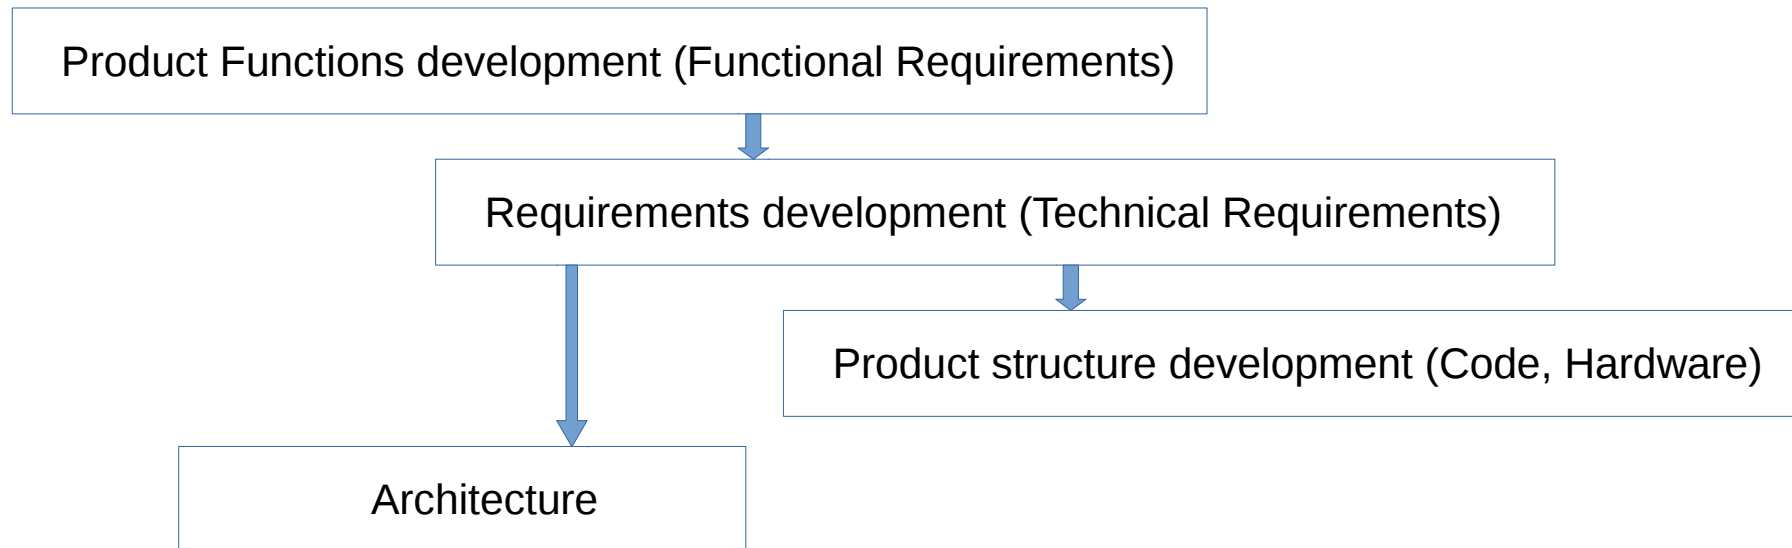 Product Functions development (Functional Requirements)
Requirements development (Technical Requirements)
Product structure development (Code, Hardware)
Architecture